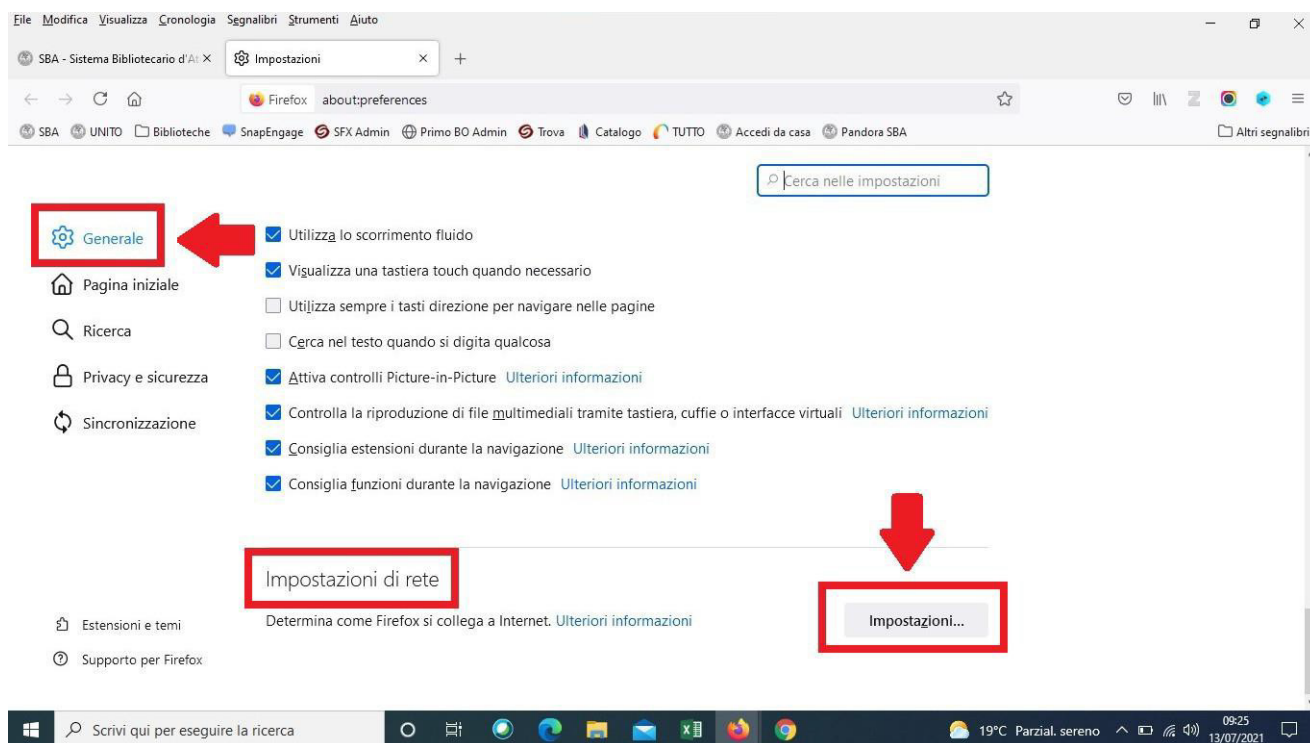 File Modifica Visualizza Cronologia Segnalibri Strumenti Aiuto
SBA - Sistema Bibliotecario d'At
Impostazioni
Firefox about:preferences
SBA UNITO Biblioteche SnapEngage SFX Admin Primo BO Admin Trova Catalogo TUTTO Accedi da casa Pandora SBA Altri segnalibri
Cerca nelle impostazioni
Generale
Pagina iniziale
Ricerca
Privacy e sicurezza
Sincronizzazione
Utilizza lo scorrimento fluido
Visualizza una tastiera touch quando necessario
Utilizza sempre i tasti direzione per navigare nelle pagine
Cerca nel testo quando si digita qualcosa
Attiva controlli Picture-in-Picture Ulteriori informazioni
Controlla la riproduzione di file multimediali tramite tastiera, cuffie o interfacce virtuali Ulteriori informazioni
Consiglia estensioni durante la navigazione Ulteriori informazioni
Consiglia funzioni durante la navigazione Ulteriori informazioni
Impostazioni di rete
Determina come Firefox si collega a Internet. Ulteriori informazioni
Impostazioni...
Estensioni e temi
Supporto per Firefox
Scrivi qui per eseguire la ricerca
19°C Parzial. sereno
09:25
13/07/2021